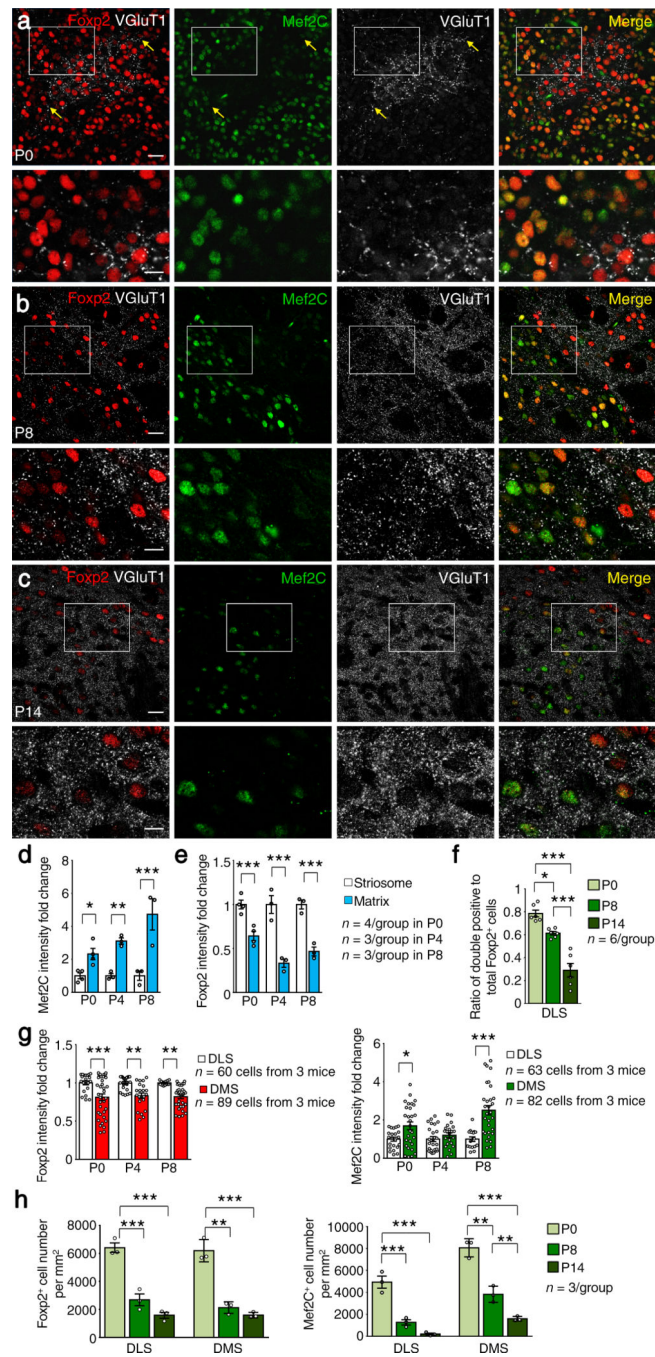 a
Foxp2 VGluT1
Mef2C
VGluT1
Merge
P0
b
Foxp2 VGluT1
Mef2C
VGluT1
Merge
P8
c
Foxp2 VGluT1
Mef2C
VGluT1
Merge
P14
d
Mef2C intensity fold change
8
6
4
2
0
*
**
***
P0 P4 P8
e
Foxp2 intensity fold change
1.5
1
0.5
0
***
***
***
P0 P4 P8
Striosome
Matrix
n = 4/group in P0
n = 3/group in P4
n = 3/group in P8
f
Ratio of double positive to
total Foxp2+ cells
1.0
0.8
0.6
0.4
0.2
0
***
*
***
DLS
P0
P8
P14
n = 6/group
g
Foxp2 intensity fold change
2
1.5
1
0.5
0
***
**
**
P0 P4 P8
DLS
n = 60 cells from 3 mice
DMS
n = 89 cells from 3 mice
Mef2C intensity fold change
6
4
2
0
*
***
P0 P4 P8
DLS
n = 63 cells from 3 mice
DMS
n = 82 cells from 3 mice
h
Foxp2+ cell number
per mm2
6000
4000
2000
0
***
***
***
**
DLS DMS
Mef2C+ cell number
per mm2
10000
8000
6000
4000
2000
0
***
***
***
**
**
DLS DMS
P0
P8
P14
n = 3/group